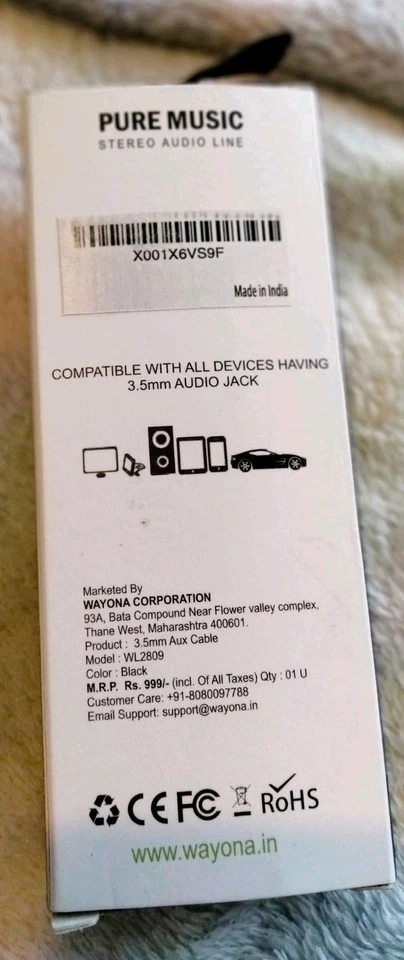 PURE MUSIC
STEREO AUDIO LINE
X001X6VS9F
Made in India
COMPATIBLE WITH ALL DEVICES HAVING
3.5mm AUDIO JACK
Marketed By
WAYONA CORPORATION
93A, Bata Compound Near Flower valley complex,
Thane West, Maharashtra 400601.
Product : 3.5mm Aux Cable
Model : WL2809
Color : Black
M.R.P. Rs. 999/- (incl. Of All Taxes) Qty : 01 U
Customer Care: +91-8080097788
Email Support: support@wayona.in
CE FC RoHS
www.wayona.in